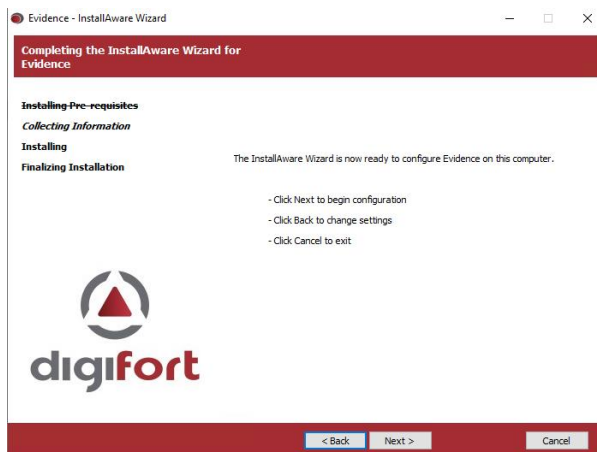 Evidence - InstallAware Wizard
Completing the InstallAware Wizard for
Evidence
Installing Pre-requisites
Collecting Information
Installing
Finalizing Installation
The InstallAware Wizard is now ready to configure Evidence on this computer.
- Click Next to begin configuration
- Click Back to change settings
- Click Cancel to exit
digifort
< Back
Next >
Cancel